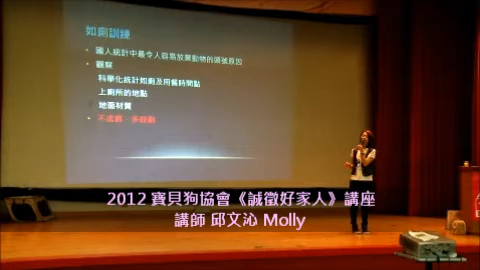 如廁訓練
• 國人統計中最令人容易放棄動物的頭號原因
• 觀察
科學化統計如廁及用餐時間點
上廁所的地點
地面材質
• 不處罰，多鼓勵
2012 寶貝狗協會《誠徵好家人》講座
講師 邱文沁 Molly